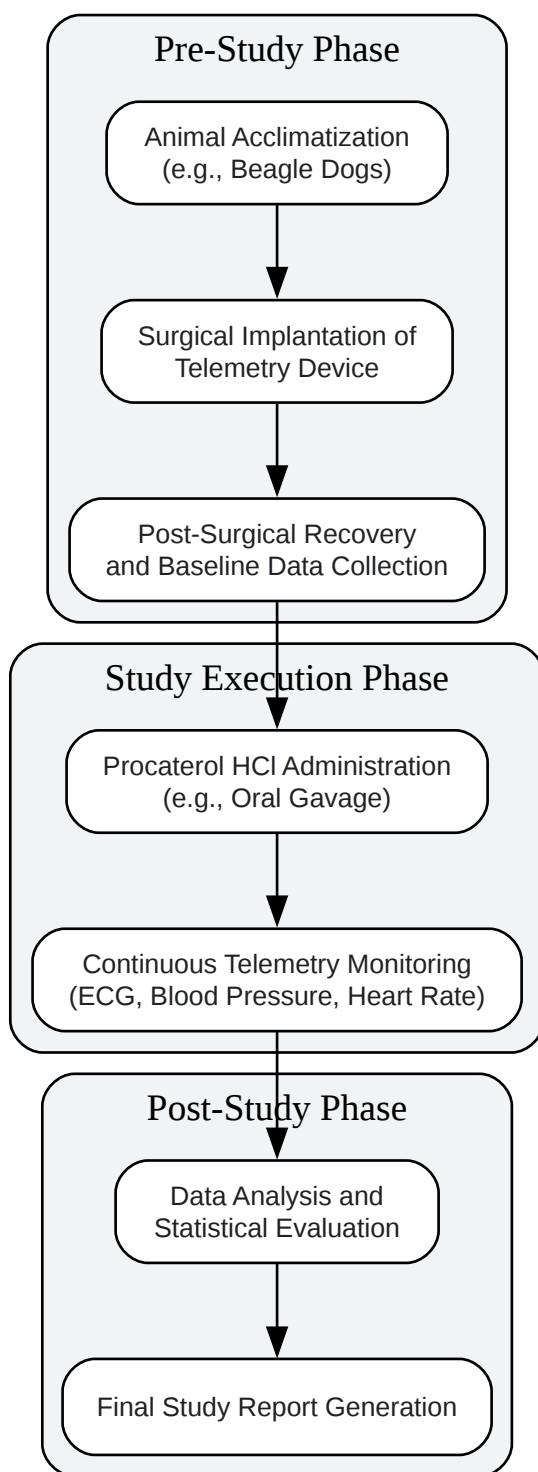 Pre-Study Phase
Animal Acclimatization
(e.g., Beagle Dogs)
Surgical Implantation of
Telemetry Device
Post-Surgical Recovery
and Baseline Data Collection
Study Execution Phase
Procaterol HCl Administration
(e.g., Oral Gavage)
Continuous Telemetry Monitoring
(ECG, Blood Pressure, Heart Rate)
Post-Study Phase
Data Analysis and
Statistical Evaluation
Final Study Report Generation